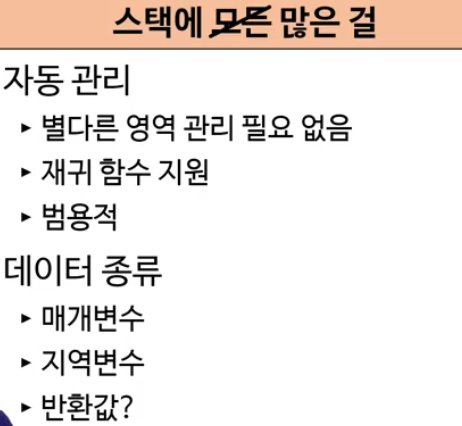 스택에 모든 많은 걸
자동 관리
▸ 별다른 영역 관리 필요 없음
▸ 재귀 함수 지원
▸ 범용적
데이터 종류
▸ 매개변수
▸ 지역변수
▸ 반환값?